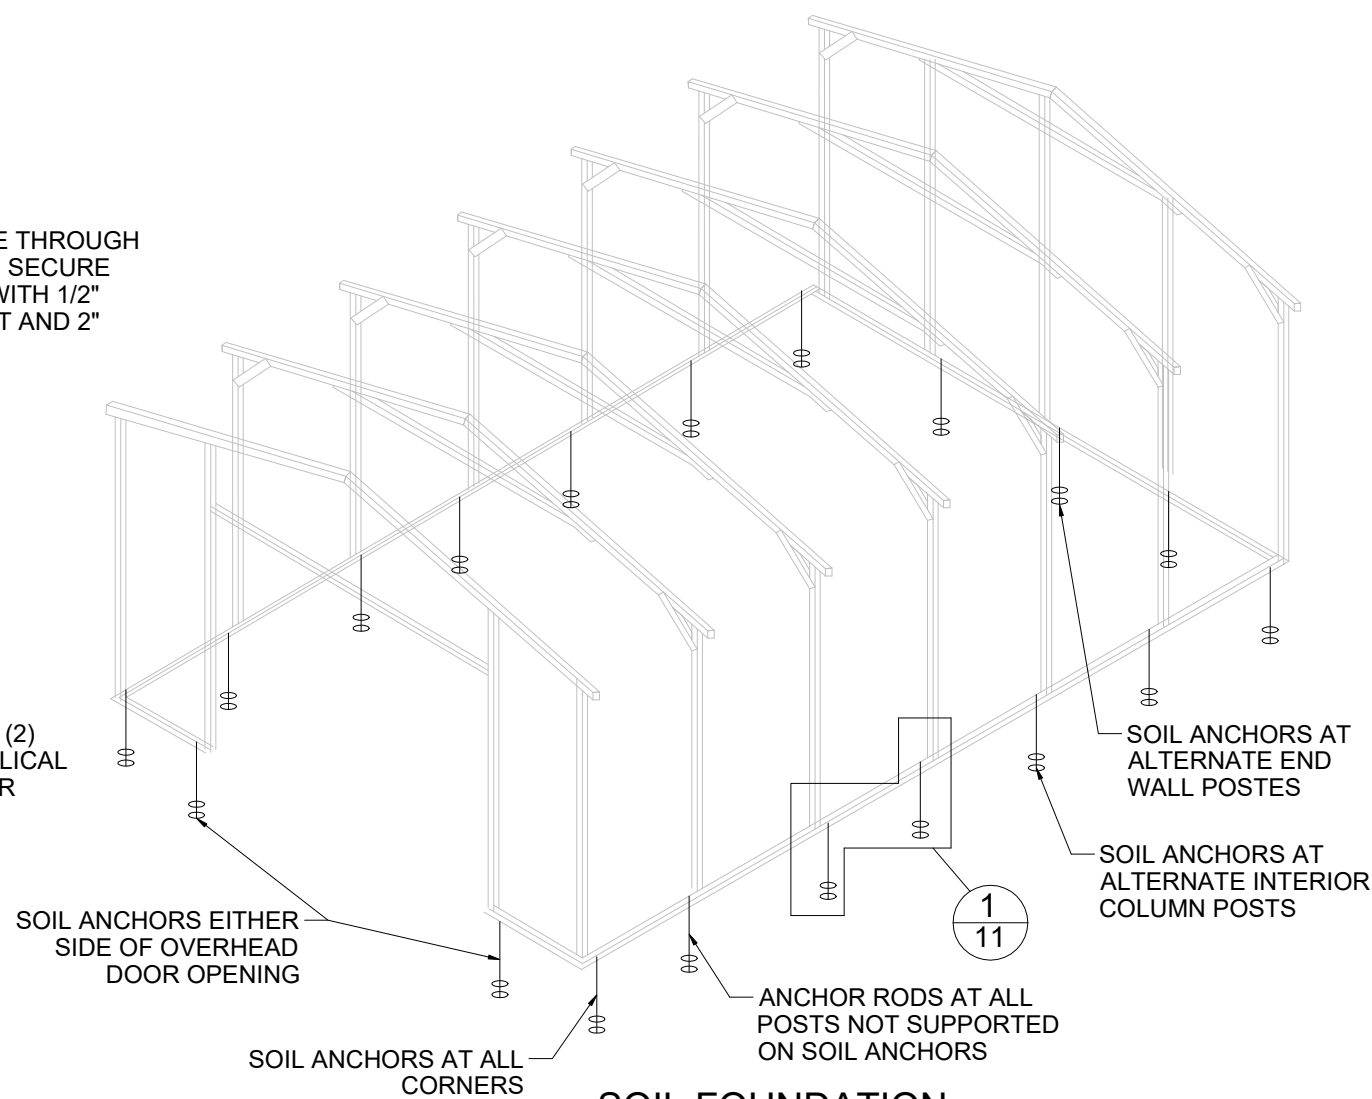 E THROUGH
SECURE
WITH 1/2"
T AND 2"
(2)
LICAL
R
SOIL ANCHORS AT
ALTERNATE END
WALL POSTES
SOIL ANCHORS AT
ALTERNATE INTERIOR
COLUMN POSTS
1
11
SOIL ANCHORS EITHER
SIDE OF OVERHEAD
DOOR OPENING
ANCHOR RODS AT ALL
POSTS NOT SUPPORTED
ON SOIL ANCHORS
SOIL ANCHORS AT ALL
CORNERS
SOIL FOUNDATION